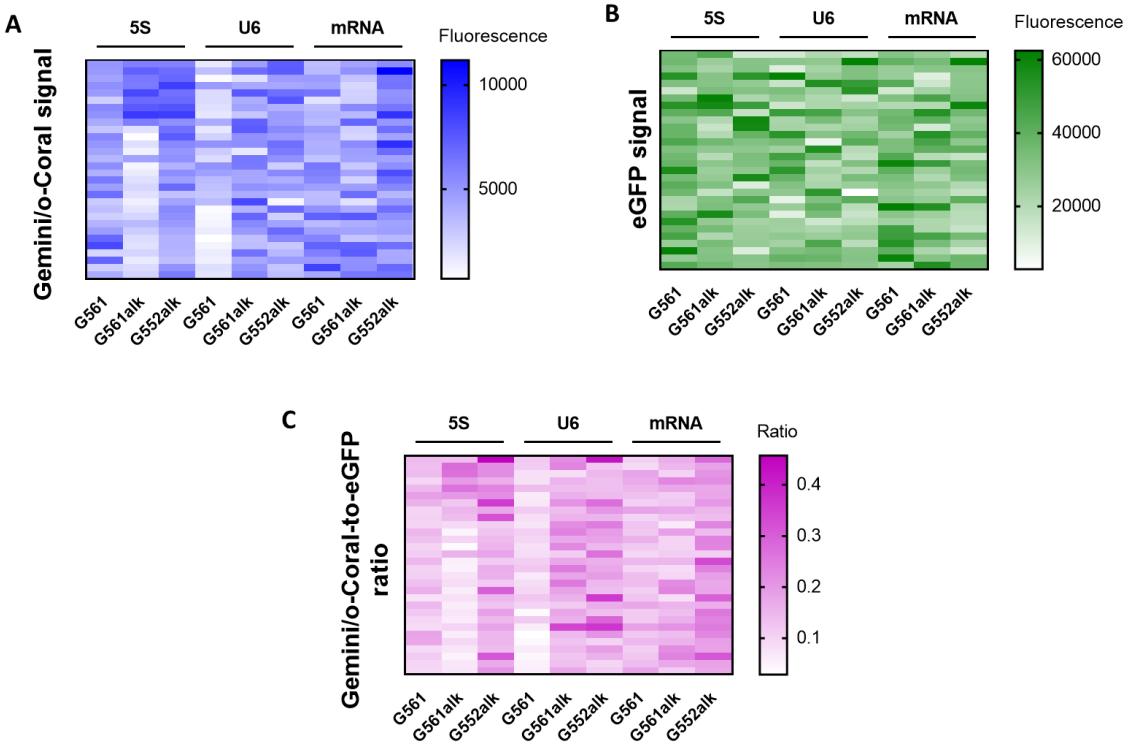 A
5S U6 mRNA
Fluorescence
Gemini/o-Coral signal
10000
5000
G561 G561alk G552alk G561 G561alk G552alk G561 G561alk G552alk
B
5S U6 mRNA
Fluorescence
eGFP signal
60000
40000
20000
G561 G561alk G552alk G561 G561alk G552alk G561 G561alk G552alk
C
5S U6 mRNA
Ratio
Gemini/o-Coral-to-eGFP
ratio
0.4
0.3
0.2
0.1
G561 G561alk G552alk G561 G561alk G552alk G561 G561alk G552alk